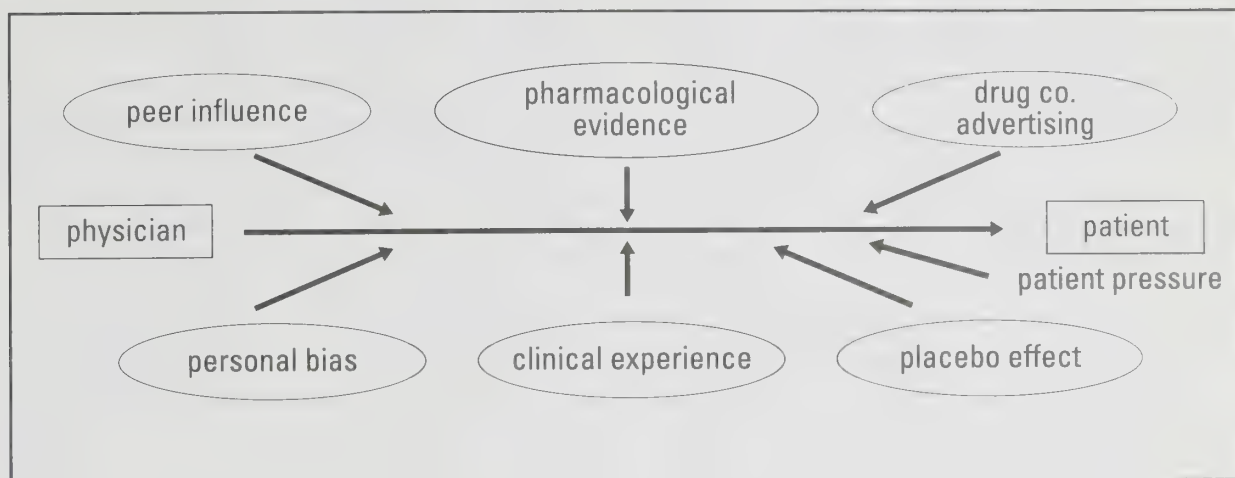 peer influence
pharmacological
evidence
drug co.
advertising
physician
patient
patient pressure
personal bias
clinical experience
placebo effect